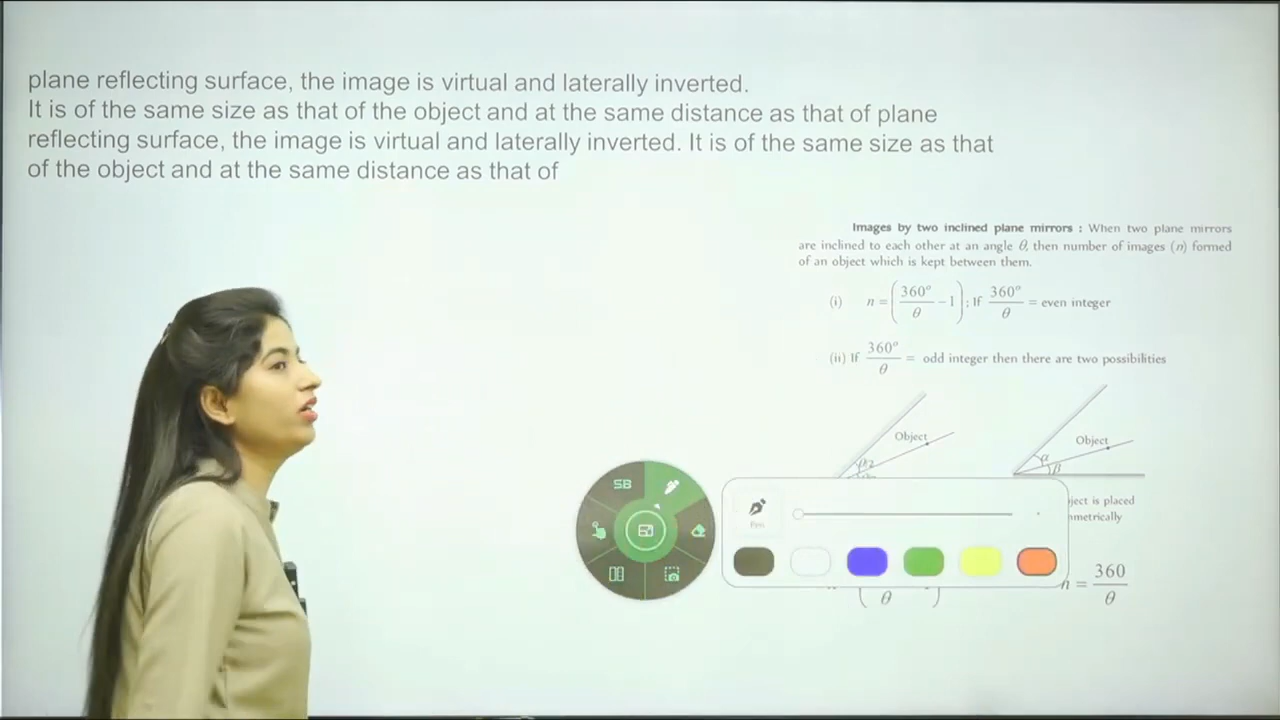 plane reflecting surface, the image is virtual and laterally inverted.
It is of the same size as that of the object and at the same distance as that of plane
reflecting surface, the image is virtual and laterally inverted. It is of the same size as that
of the object and at the same distance as that of
Images by two inclined plane mirrors : When two plane mirrors
are inclined to each other at an angle θ, then number of images (n) formed
of an object which is kept between them.
(i) n = (360°/θ − 1); If 360°/θ = even integer
(ii) If 360°/θ = odd integer then there are two possibilities
Object
Object
α
β
SB
Pen
ject is placed
metrically
( θ )
n = 360/θ